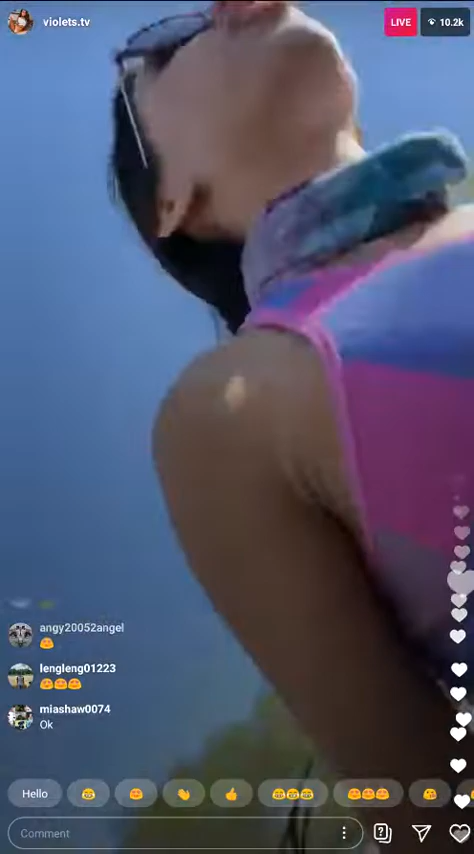 violets.tv
LIVE
10.2k
angy20052angel
lengleng01223
miashaw0074
Ok
Hello
Comment